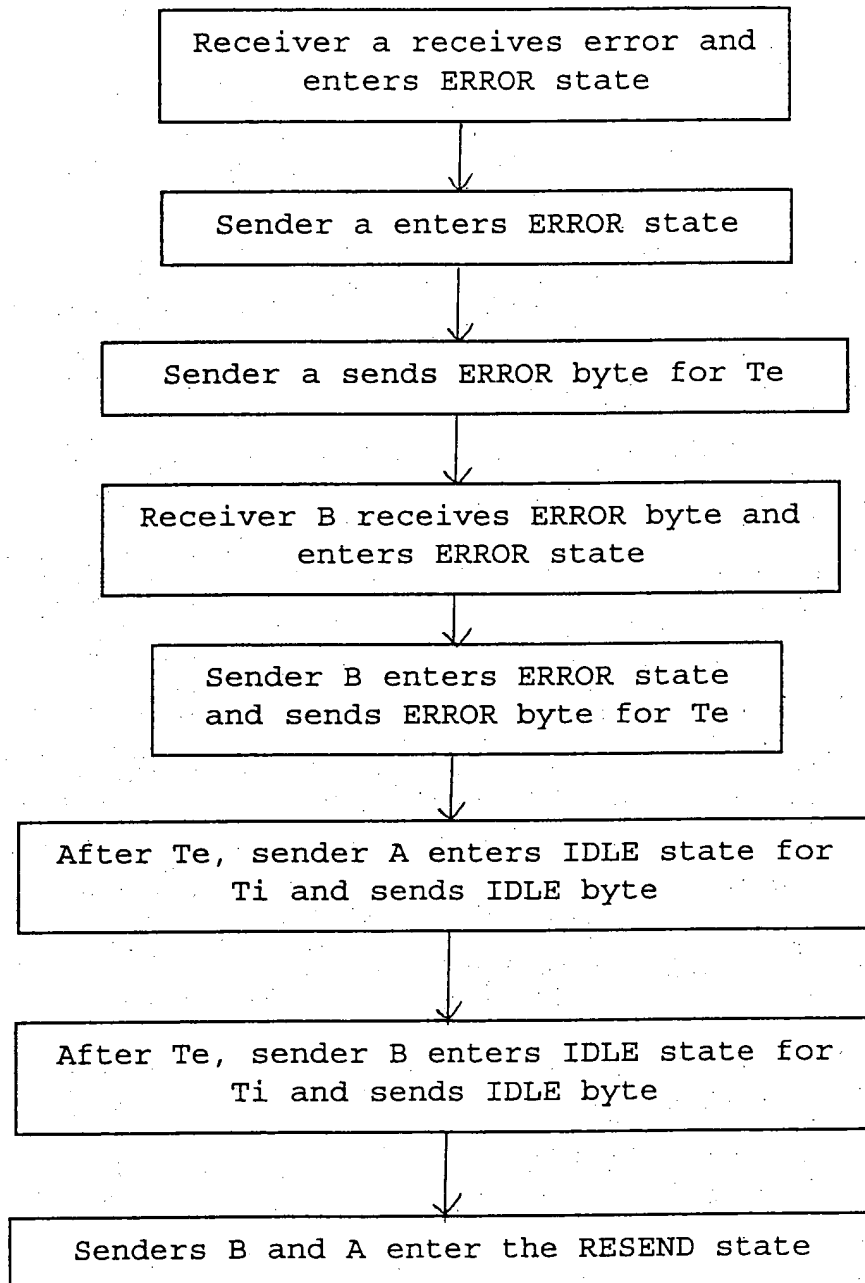 Receiver a receives error and
enters ERROR state
Sender a enters ERROR state
Sender a sends ERROR byte for Te
Receiver B receives ERROR byte and
enters ERROR state
Sender B enters ERROR state
and sends ERROR byte for Te
After Te, sender A enters IDLE state for
Ti and sends IDLE byte
After Te, sender B enters IDLE state for
Ti and sends IDLE byte
Senders B and A enter the RESEND state